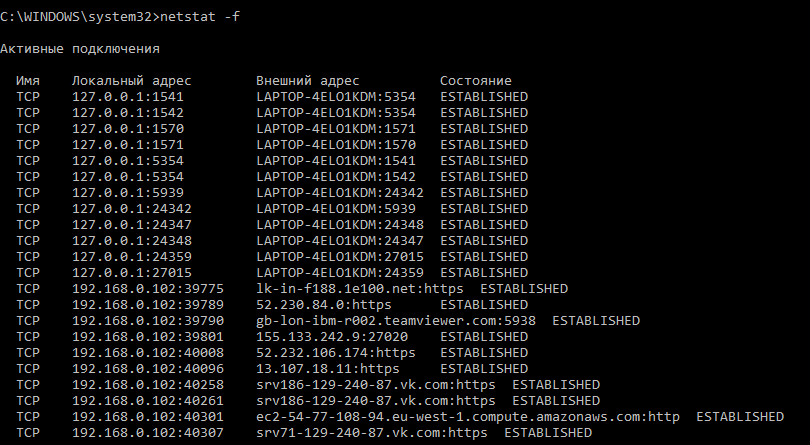 C:\WINDOWS\system32>netstat -f
Активные подключения
Имя Локальный адрес Внешний адрес Состояние
TCP 127.0.0.1:1541 LAPTOP-4ELO1KDM:5354 ESTABLISHED
TCP 127.0.0.1:1542 LAPTOP-4ELO1KDM:5354 ESTABLISHED
TCP 127.0.0.1:1570 LAPTOP-4ELO1KDM:1571 ESTABLISHED
TCP 127.0.0.1:1571 LAPTOP-4ELO1KDM:1570 ESTABLISHED
TCP 127.0.0.1:5354 LAPTOP-4ELO1KDM:1541 ESTABLISHED
TCP 127.0.0.1:5354 LAPTOP-4ELO1KDM:1542 ESTABLISHED
TCP 127.0.0.1:5939 LAPTOP-4ELO1KDM:24342 ESTABLISHED
TCP 127.0.0.1:24342 LAPTOP-4ELO1KDM:5939 ESTABLISHED
TCP 127.0.0.1:24347 LAPTOP-4ELO1KDM:24348 ESTABLISHED
TCP 127.0.0.1:24348 LAPTOP-4ELO1KDM:24347 ESTABLISHED
TCP 127.0.0.1:24359 LAPTOP-4ELO1KDM:27015 ESTABLISHED
TCP 127.0.0.1:27015 LAPTOP-4ELO1KDM:24359 ESTABLISHED
TCP 192.168.0.102:39775 lk-in-f188.1e100.net:https ESTABLISHED
TCP 192.168.0.102:39789 52.230.84.0:https ESTABLISHED
TCP 192.168.0.102:39790 gb-lon-ibm-r002.teamviewer.com:5938 ESTABLISHED
TCP 192.168.0.102:39801 155.133.242.9:27020 ESTABLISHED
TCP 192.168.0.102:40008 52.232.106.174:https ESTABLISHED
TCP 192.168.0.102:40096 13.107.18.11:https ESTABLISHED
TCP 192.168.0.102:40258 srv186-129-240-87.vk.com:https ESTABLISHED
TCP 192.168.0.102:40261 srv186-129-240-87.vk.com:https ESTABLISHED
TCP 192.168.0.102:40301 ec2-54-77-108-94.eu-west-1.compute.amazonaws.com:http ESTABLISHED
TCP 192.168.0.102:40307 srv71-129-240-87.vk.com:https ESTABLISHED